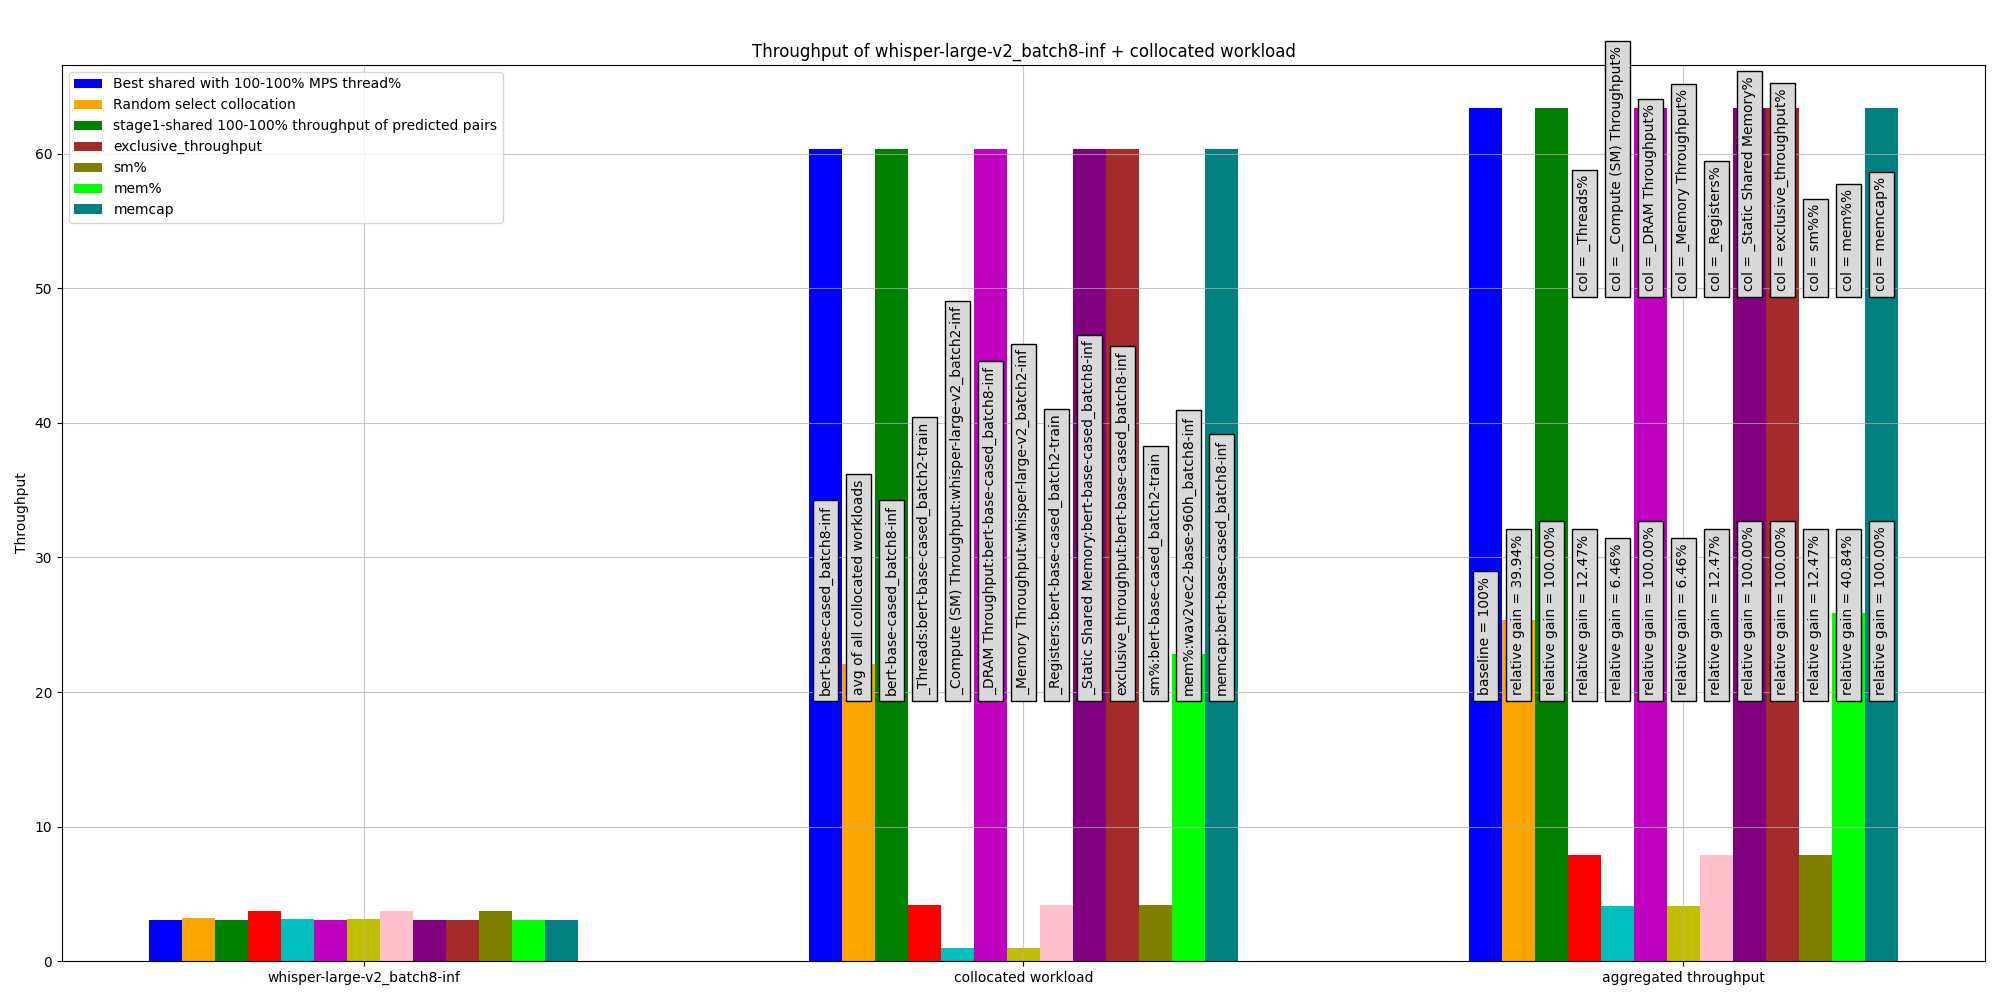 Throughput of whisper-large-v2_batch8-inf + collocated workload
Best shared with 100-100% MPS thread%
Random select collocation
stage1-shared 100-100% throughput of predicted pairs
exclusive_throughput
sm%
mem%
memcap
Throughput
60
50
40
30
20
10
0
bert-base-cased_batch8-inf
avg of all collocated workloads
bert-base-cased_batch8-inf
_Threads:bert-base-cased_batch2-train
_Compute (SM) Throughput:whisper-large-v2_batch2-inf
_DRAM Throughput:bert-base-cased_batch8-inf
_Memory Throughput:whisper-large-v2_batch2-inf
_Registers:bert-base-cased_batch2-train
_Static Shared Memory:bert-base-cased_batch8-inf
exclusive_throughput:bert-base-cased_batch8-inf
sm%:bert-base-cased_batch2-train
mem%:wav2vec2-base-960h_batch8-inf
memcap:bert-base-cased_batch8-inf
col = _Threads%
col = _Compute (SM) Throughput%
col = _DRAM Throughput%
col = _Memory Throughput%
col = _Registers%
col = _Static Shared Memory%
col = exclusive_throughput%
col = sm%%
col = mem%%
col = memcap%
baseline = 100%
relative gain = 39.94%
relative gain = 100.00%
relative gain = 12.47%
relative gain = 6.46%
relative gain = 100.00%
relative gain = 6.46%
relative gain = 12.47%
relative gain = 100.00%
relative gain = 100.00%
relative gain = 12.47%
relative gain = 40.84%
relative gain = 100.00%
whisper-large-v2_batch8-inf
collocated workload
aggregated throughput